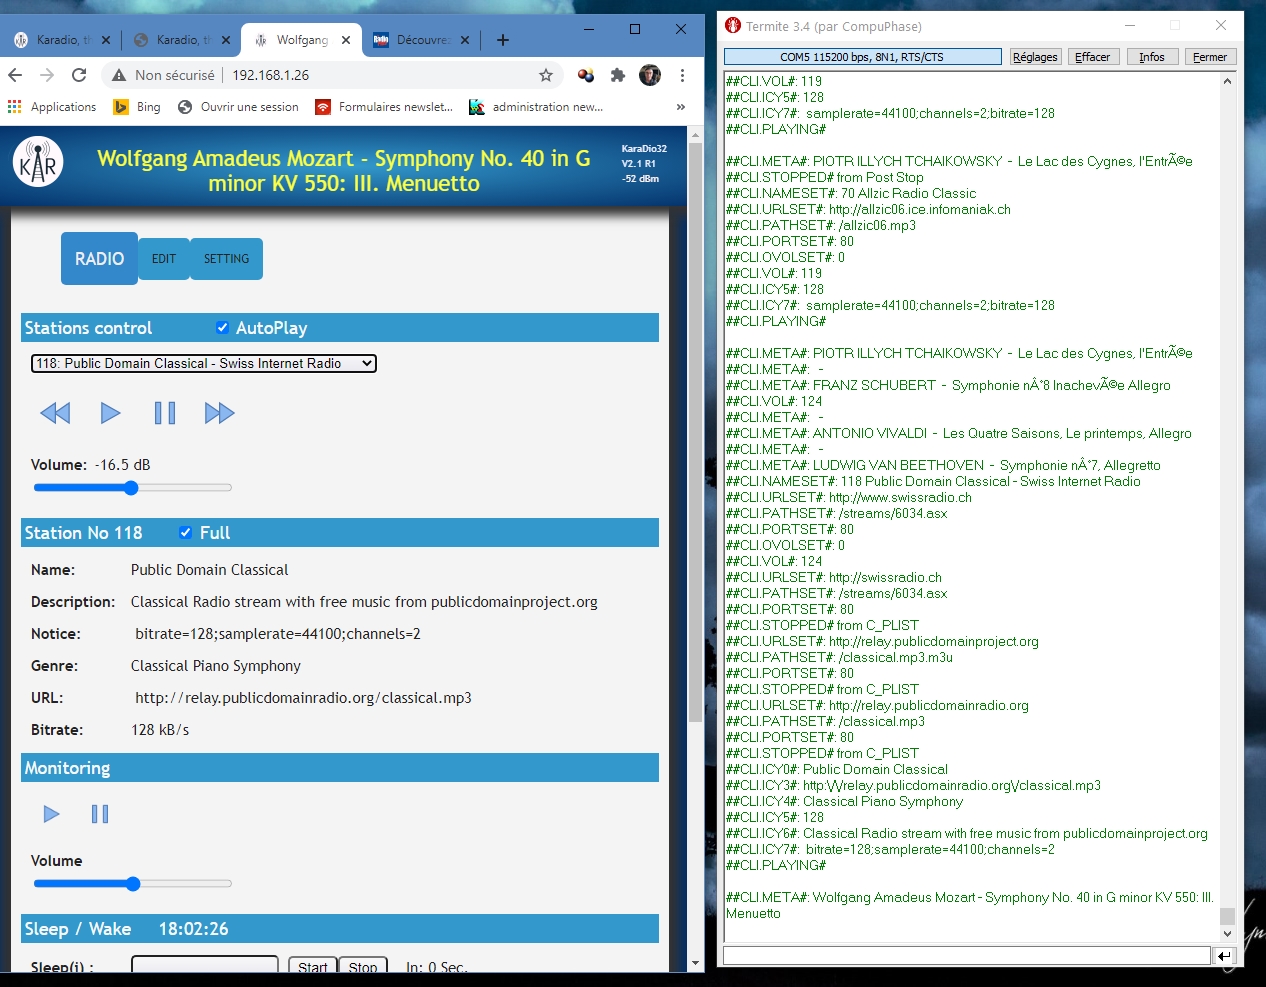 Karadio, th
Karadio, th
Wolfgang
Découvrez
Non sécurisé
192.168.1.26
Applications
Bing
Ouvrir une session
Formulaires newslet...
administration new...
»
KAR
Wolfgang Amadeus Mozart - Symphony No. 40 in G
minor KV 550: III. Menuetto
KaraDio32
V2.1 R1
-52 dBm
RADIO
EDIT
SETTING
Stations control
AutoPlay
118: Public Domain Classical - Swiss Internet Radio
Volume: -16.5 dB
Station No 118
Full
Name: Public Domain Classical
Description: Classical Radio stream with free music from publicdomainproject.org
Notice: bitrate=128;samplerate=44100;channels=2
Genre: Classical Piano Symphony
URL: http://relay.publicdomainradio.org/classical.mp3
Bitrate: 128 kB/s
Monitoring
Volume
Sleep / Wake 18:02:26
Sleep(i) :
Start
Stop
In: 0 Sec.
Termite 3.4 (par CompuPhase)
COM5 115200 bps, 8N1, RTS/CTS
Réglages
Effacer
Infos
Fermer
##CLI.VOL#: 119
##CLI.ICY5#: 128
##CLI.ICY7#: samplerate=44100;channels=2;bitrate=128
##CLI.PLAYING#
##CLI.META#: PIOTR ILLYCH TCHAIKOWSKY - Le Lac des Cygnes, l'EntrÃ©e
##CLI.STOPPED# from Post Stop
##CLI.NAMESET#: 70 Allzic Radio Classic
##CLI.URLSET#: http://allzic06.ice.infomaniak.ch
##CLI.PATHSET#: /allzic06.mp3
##CLI.PORTSET#: 80
##CLI.OVOLSET#: 0
##CLI.VOL#: 119
##CLI.ICY5#: 128
##CLI.ICY7#: samplerate=44100;channels=2;bitrate=128
##CLI.PLAYING#
##CLI.META#: PIOTR ILLYCH TCHAIKOWSKY - Le Lac des Cygnes, l'EntrÃ©e
##CLI.META#: -
##CLI.META#: FRANZ SCHUBERT - Symphonie nÂ°8 InachevÃ©e Allegro
##CLI.VOL#: 124
##CLI.META#: -
##CLI.META#: ANTONIO VIVALDI - Les Quatre Saisons, Le printemps, Allegro
##CLI.META#: -
##CLI.META#: LUDWIG VAN BEETHOVEN - Symphonie nÂ°7, Allegretto
##CLI.NAMESET#: 118 Public Domain Classical - Swiss Internet Radio
##CLI.URLSET#: http://www.swissradio.ch
##CLI.PATHSET#: /streams/6034.asx
##CLI.PORTSET#: 80
##CLI.OVOLSET#: 0
##CLI.VOL#: 124
##CLI.URLSET#: http://swissradio.ch
##CLI.PATHSET#: /streams/6034.asx
##CLI.PORTSET#: 80
##CLI.STOPPED# from C_PLIST
##CLI.URLSET#: http://relay.publicdomainproject.org
##CLI.PATHSET#: /classical.mp3.m3u
##CLI.PORTSET#: 80
##CLI.STOPPED# from C_PLIST
##CLI.URLSET#: http://relay.publicdomainradio.org
##CLI.PATHSET#: /classical.mp3
##CLI.PORTSET#: 80
##CLI.STOPPED# from C_PLIST
##CLI.ICY0#: Public Domain Classical
##CLI.ICY3#: http:\/\/relay.publicdomainradio.org\/classical.mp3
##CLI.ICY4#: Classical Piano Symphony
##CLI.ICY5#: 128
##CLI.ICY6#: Classical Radio stream with free music from publicdomainproject.org
##CLI.ICY7#: bitrate=128;samplerate=44100;channels=2
##CLI.PLAYING#
##CLI.META#: Wolfgang Amadeus Mozart - Symphony No. 40 in G minor KV 550: III.
Menuetto